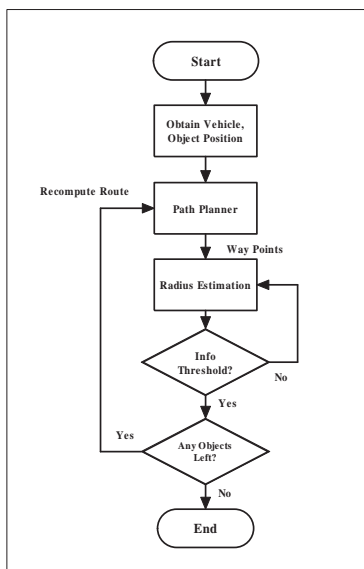 Start
Obtain Vehicle,
Object Position
Recompute Route
Path Planner
Way Points
Radius Estimation
Info
Threshold?
No
Yes
Yes
Any Objects
Left?
No
End